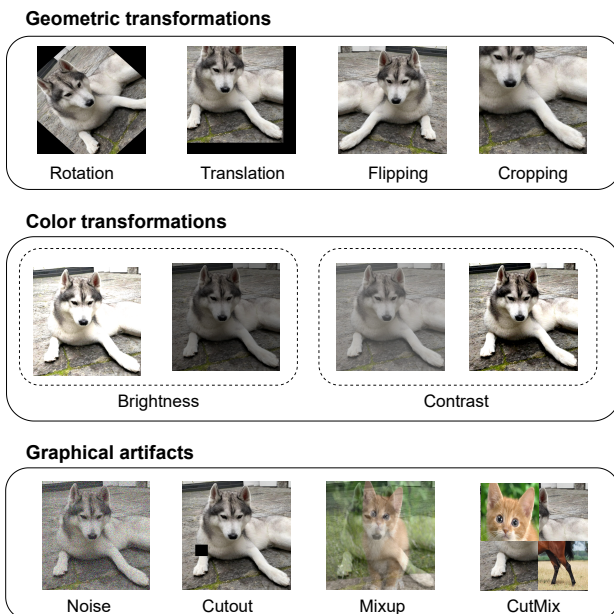 Geometric transformations
Rotation Translation Flipping Cropping
Color transformations
Brightness Contrast
Graphical artifacts
Noise Cutout Mixup CutMix